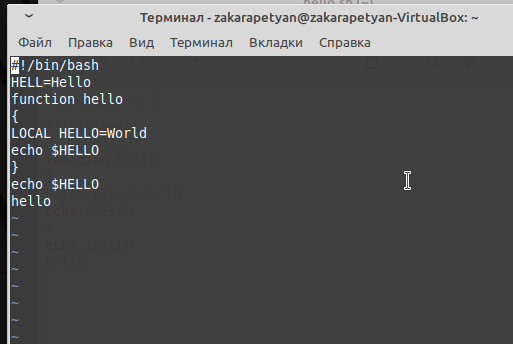 Терминал - zakarapetyan@zakarapetyan-VirtualBox: ~
Файл Правка Вид Терминал Вкладки Справка
#!/bin/bash
HELL=Hello
function hello
{
LOCAL HELLO=World
echo $HELLO
}
echo $HELLO
hello
~
~
~
~
~
~
~
~